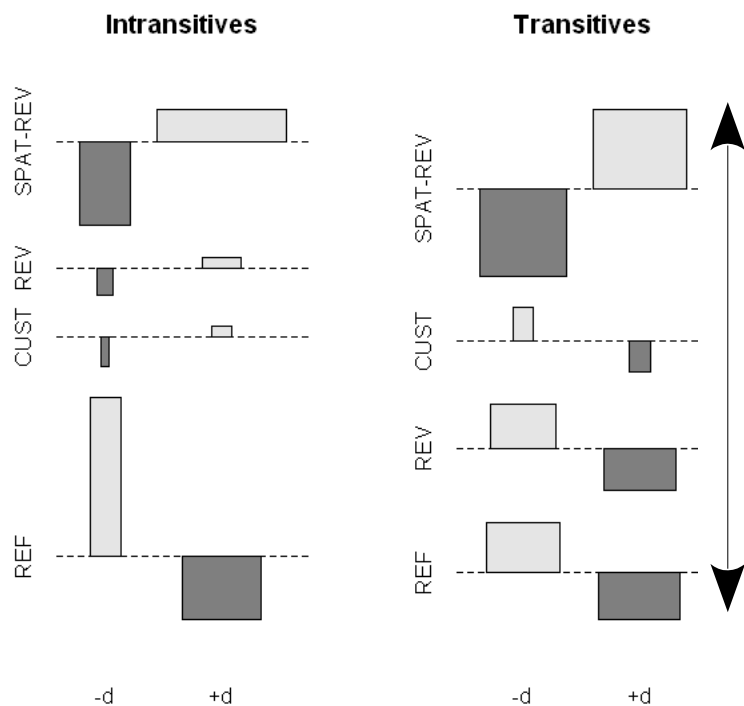 Intransitives
SPAT-REV
REV
CUST
REF
-d +d
Transitives
SPAT-REV
CUST
REV
REF
-d +d